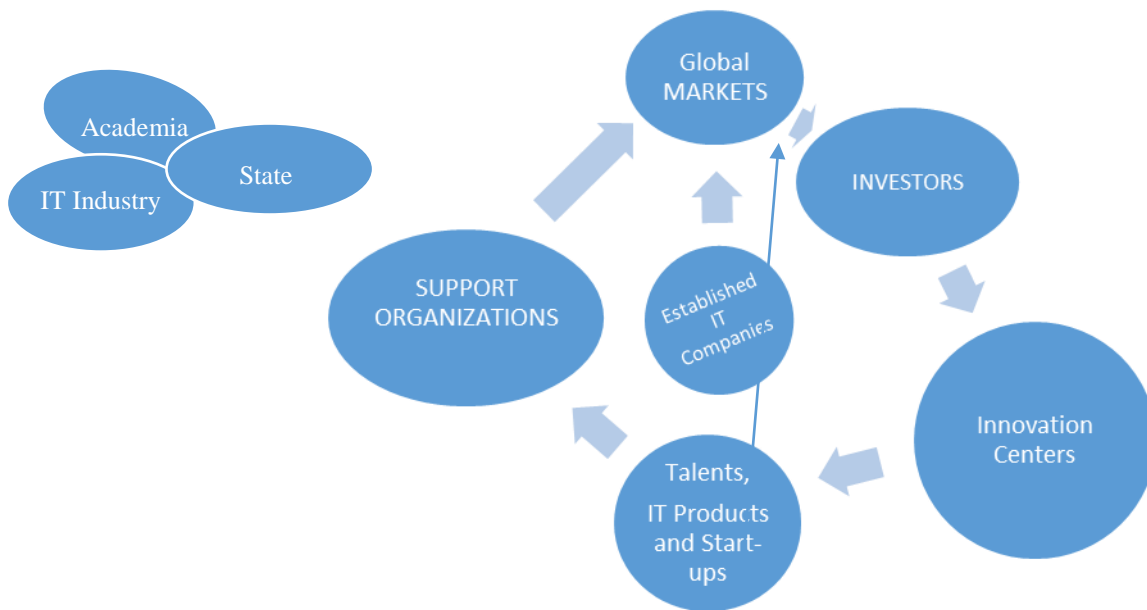 Academia
State
IT Industry
Global
MARKETS
INVESTORS
SUPPORT
ORGANIZATIONS
Established
IT
Companies
Innovation
Centers
Talents,
IT Products
and Start-
ups